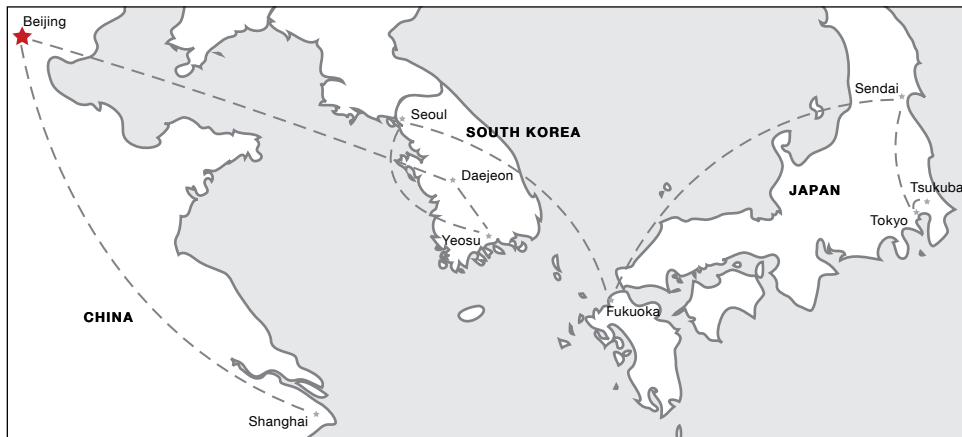 Beijing
Sendai
Seoul
SOUTH KOREA
Daejeon
JAPAN
Tsukuba
Tokyo
Yeosu
Fukuoka
CHINA
Shanghai